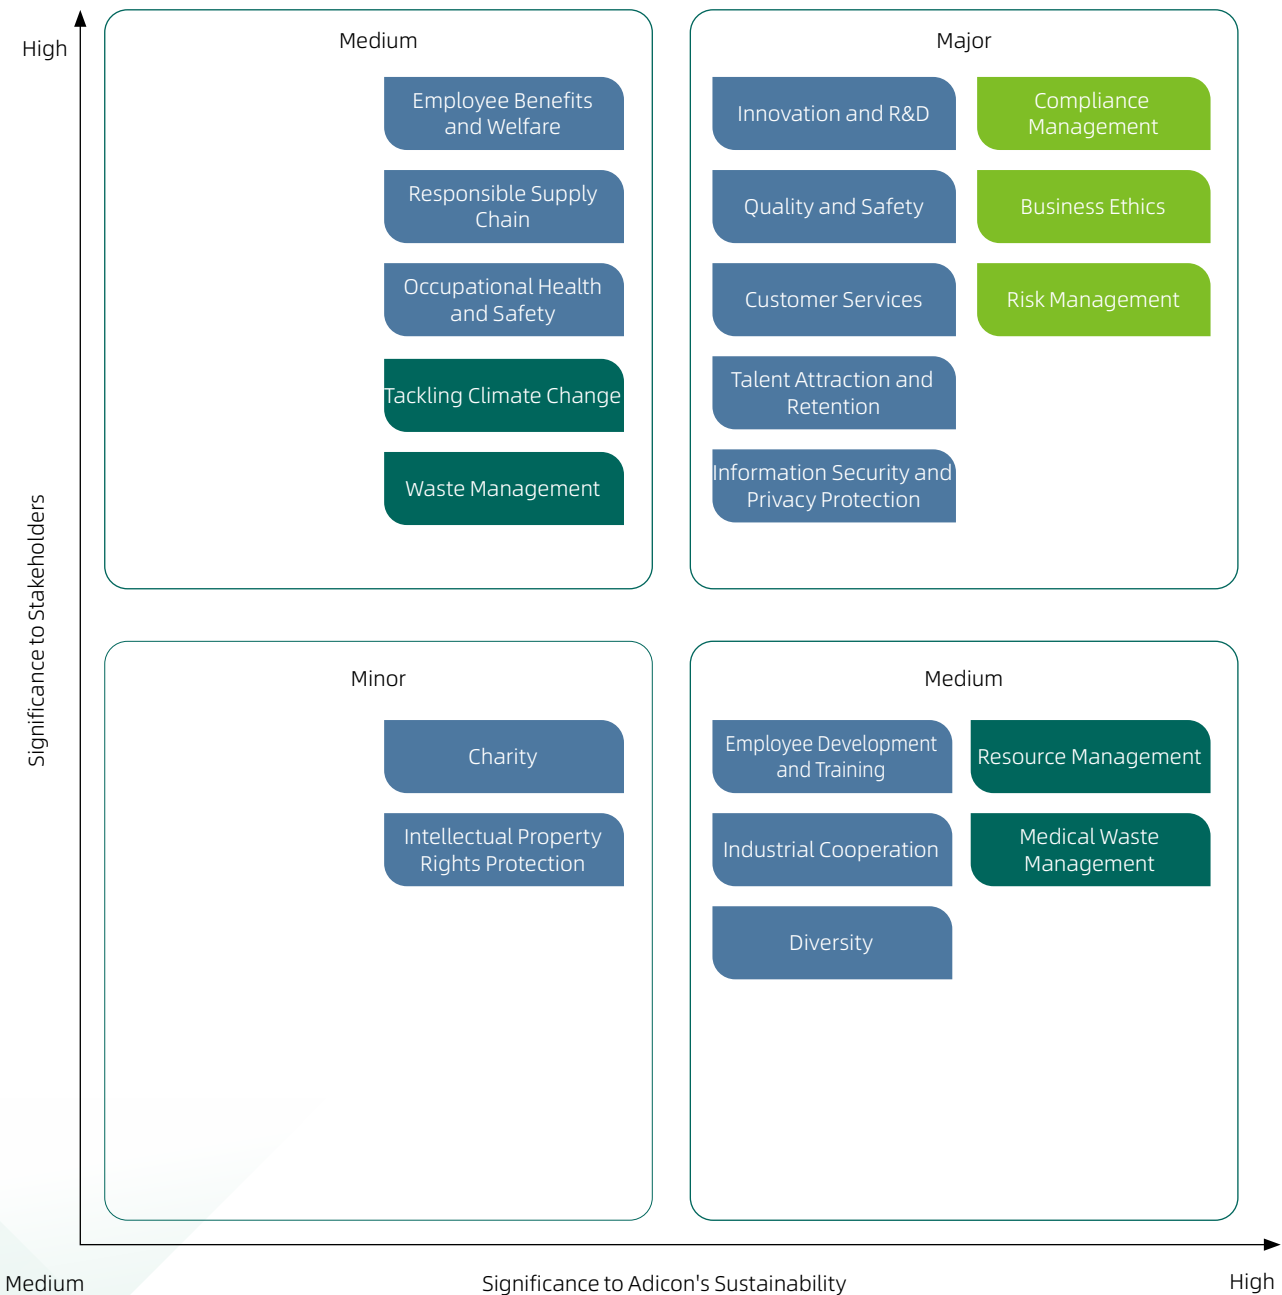 High
Medium
Employee Benefits
and Welfare
Responsible Supply
Chain
Occupational Health
and Safety
Tackling Climate Change
Waste Management
Major
Innovation and R&D
Quality and Safety
Customer Services
Talent Attraction and
Retention
Information Security and
Privacy Protection
Compliance
Management
Business Ethics
Risk Management
Significance to Stakeholders
Minor
Charity
Intellectual Property
Rights Protection
Medium
Employee Development
and Training
Industrial Cooperation
Diversity
Resource Management
Medical Waste
Management
Medium
Significance to Adicon's Sustainability
High